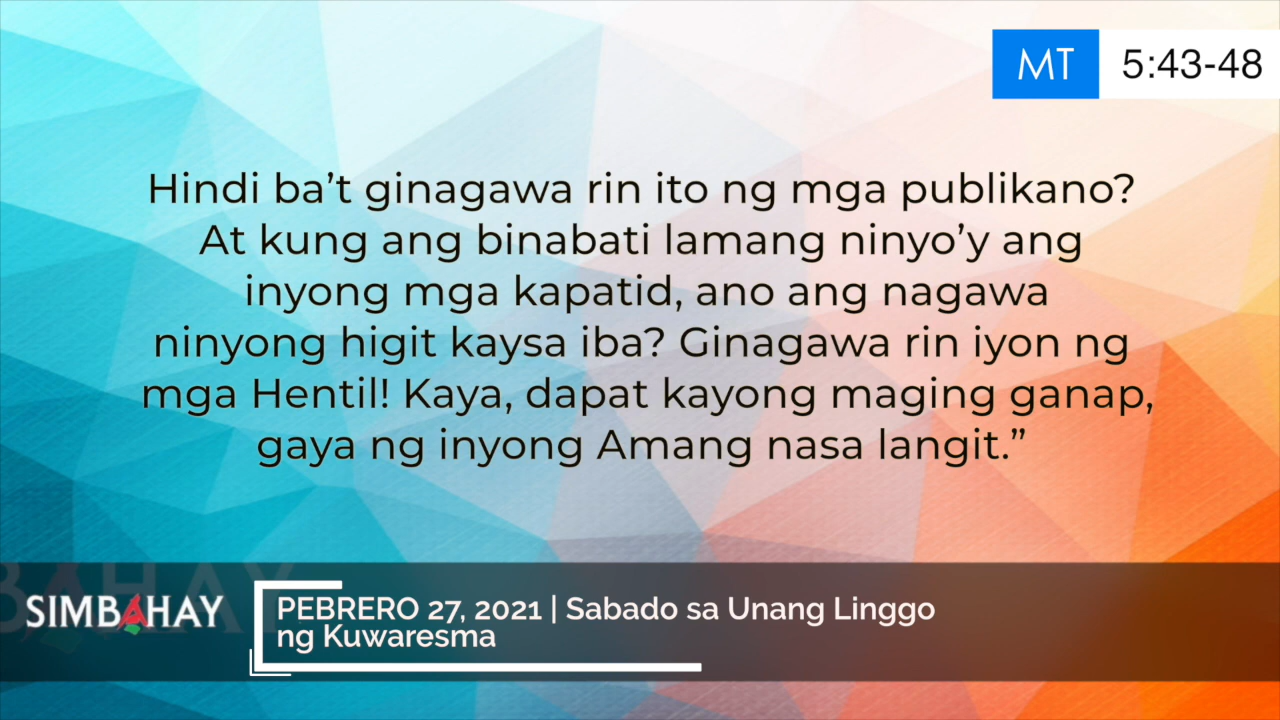 MT 5:43-48
Hindi ba’t ginagawa rin ito ng mga publikano?
At kung ang binabati lamang ninyo’y ang
inyong mga kapatid, ano ang nagawa
ninyong higit kaysa iba? Ginagawa rin iyon ng
mga Hentil! Kaya, dapat kayong maging ganap,
gaya ng inyong Amang nasa langit.”
SIMBAHAY
PEBRERO 27, 2021 | Sabado sa Unang Linggo
ng Kuwaresma